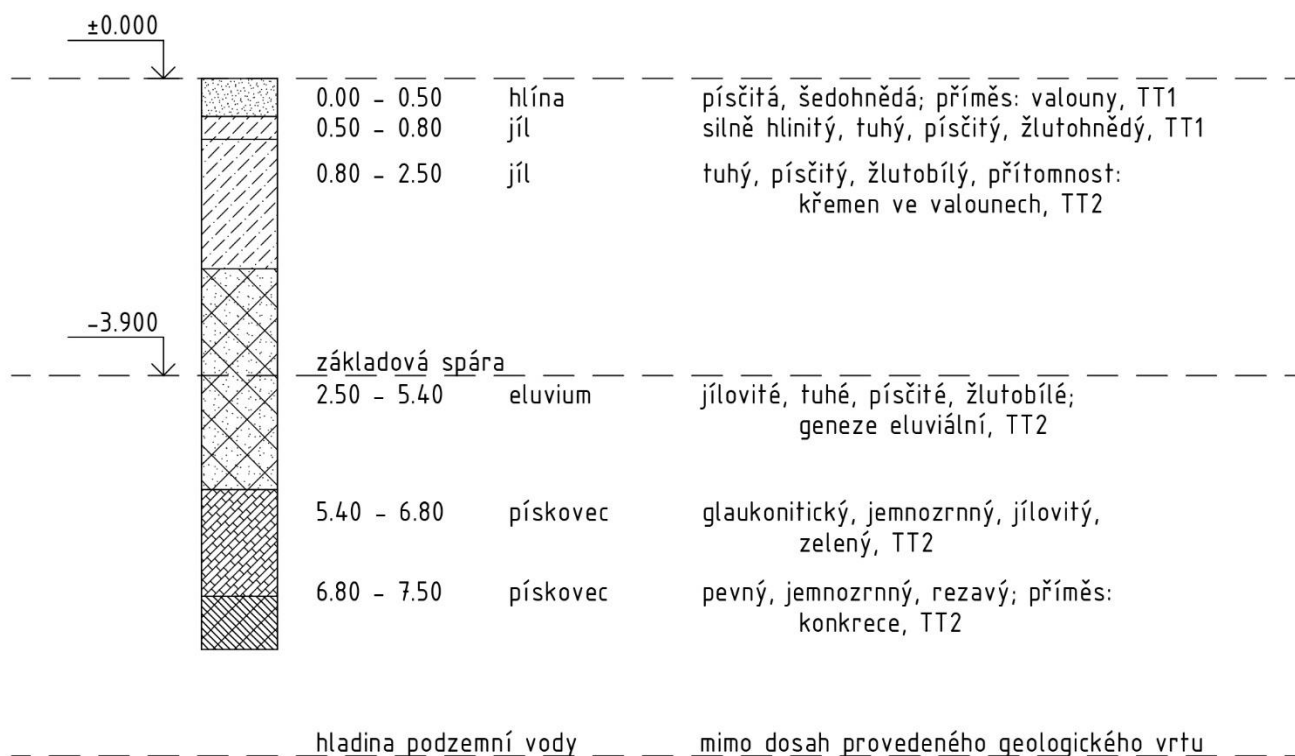 ±0.000
0.00 – 0.50 hlína písčitá, šedohnědá; příměs: valouny, TT1
0.50 – 0.80 jíl silně hlinitý, tuhý, písčitý, žlutohnědý, TT1
0.80 – 2.50 jíl tuhý, písčitý, žlutobílý, přítomnost:
křemen ve valounech, TT2
-3.900
základová spára
2.50 – 5.40 eluvium jílovité, tuhé, písčité, žlutobílé;
geneze eluviální, TT2
5.40 – 6.80 pískovec glaukonitický, jemnozrnný, jílovitý,
zelený, TT2
6.80 – 7.50 pískovec pevný, jemnozrnný, rezavý; příměs:
konkrece, TT2
hladina podzemní vody mimo dosah provedeného geologického vrtu